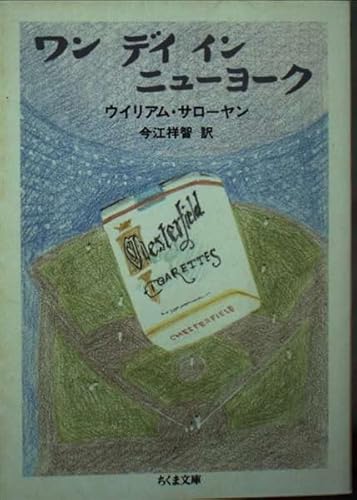 ワン デイ イン
ニューヨーク
ウイリアム・サローヤン
今江祥智 訳
Chesterfield
CIGARETTES
CHESTERFIELD
ちくま文庫